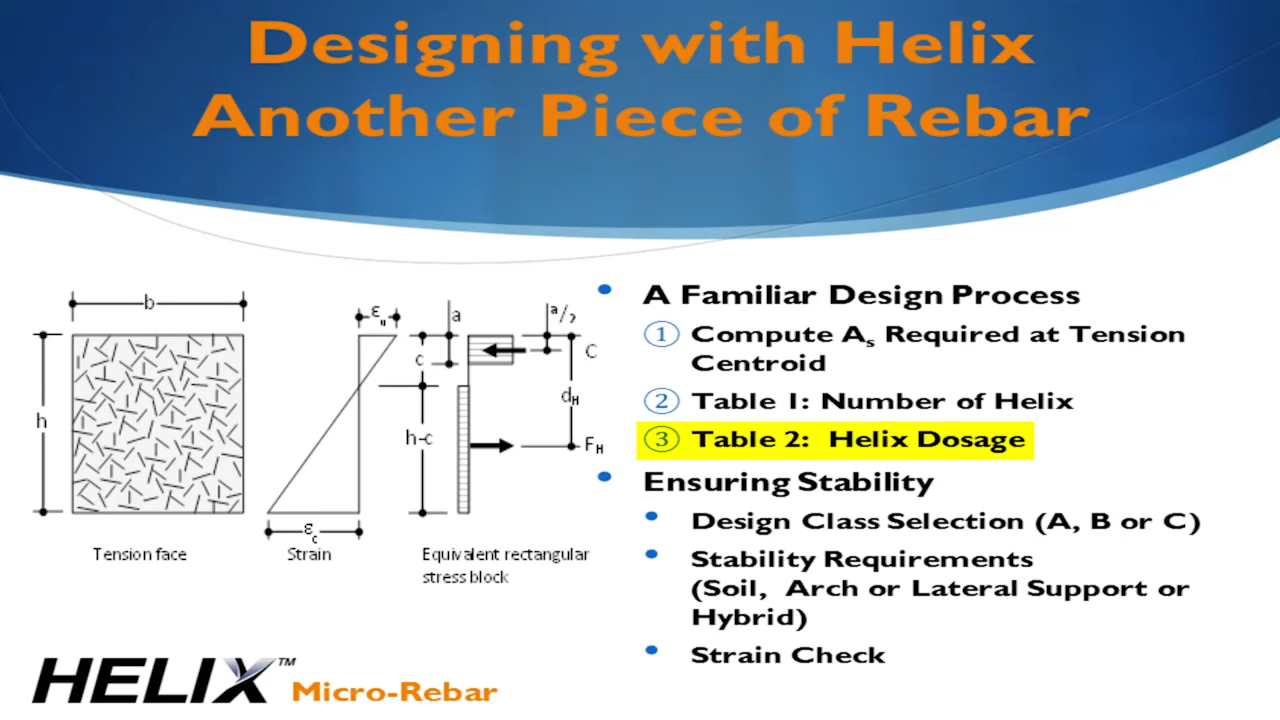 Designing with Helix
Another Piece of Rebar
b
h
Tension face
εu
εc
Strain
a
c
h-c
a/2
C
dH
FH
Equivalent rectangular
stress block
• A Familiar Design Process
① Compute As Required at Tension
Centroid
② Table 1: Number of Helix
③ Table 2: Helix Dosage
• Ensuring Stability
• Design Class Selection (A, B or C)
• Stability Requirements
(Soil, Arch or Lateral Support or
Hybrid)
• Strain Check
HELIX™
Micro-Rebar